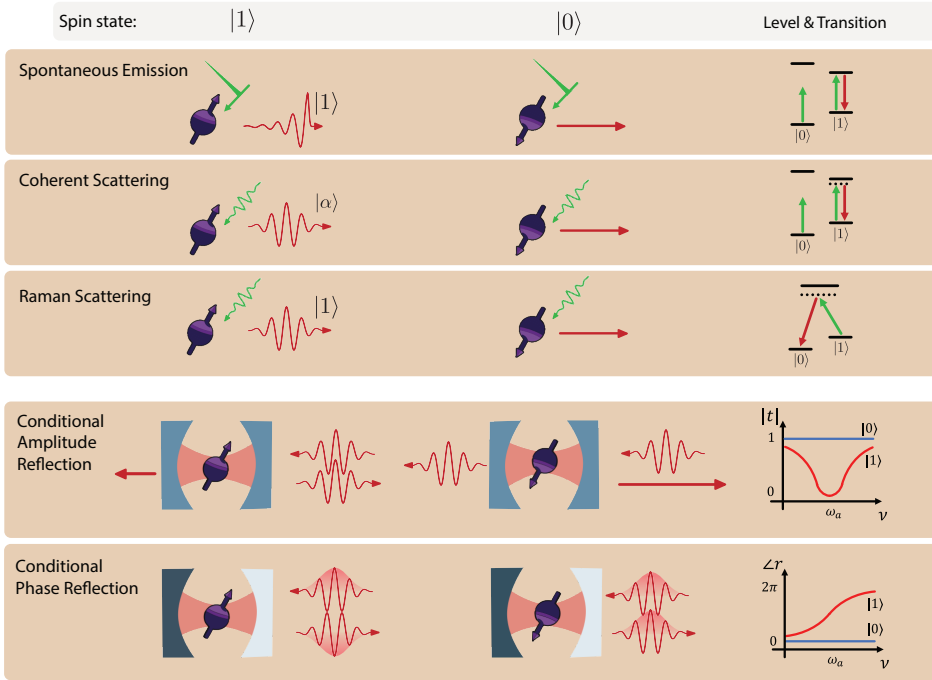 Spin state:
|1⟩
|0⟩
Level & Transition
Spontaneous Emission
|1⟩
|0⟩
|1⟩
Coherent Scattering
|α⟩
|0⟩
|1⟩
Raman Scattering
|1⟩
|0⟩
|1⟩
Conditional
Amplitude
Reflection
|t|
1
|0⟩
|1⟩
0
ωₐ
ν
Conditional
Phase Reflection
∠r
2π
|1⟩
|0⟩
0
ωₐ
ν